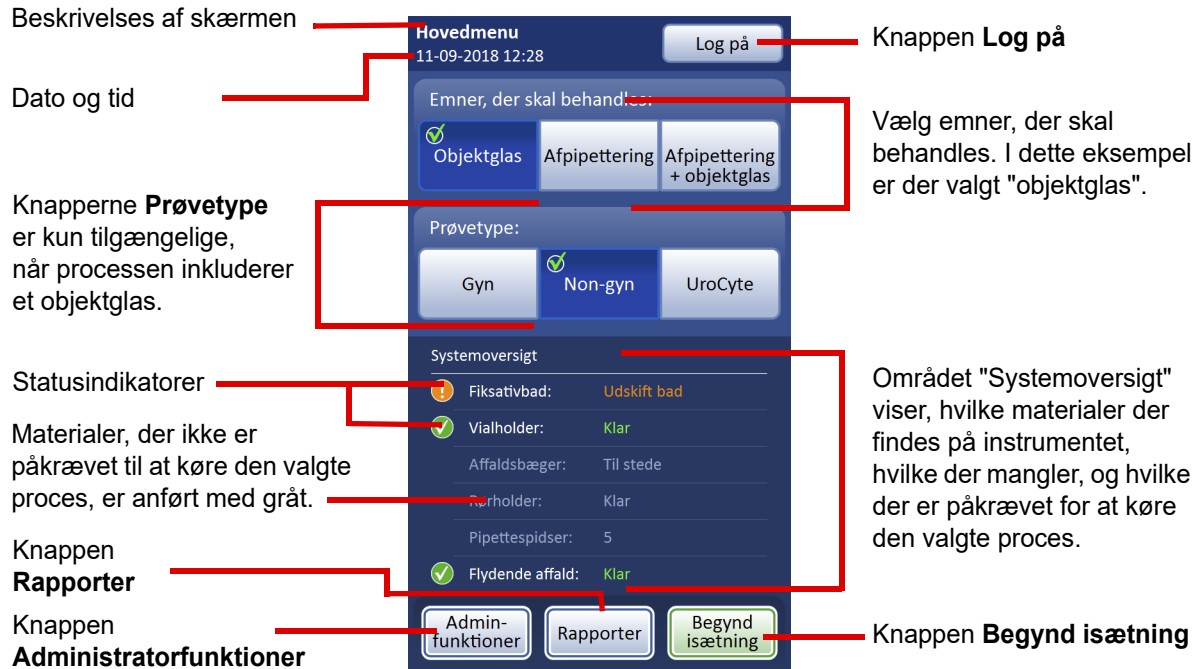 Beskrivelses af skærmen
Dato og tid
Knapperne Prøvetype
er kun tilgængelige,
når processen inkluderer
et objektglas.
Statusindikatorer
Materialer, der ikke er
påkrævet til at køre den valgte
proces, er anført med gråt.
Knappen
Rapporter
Knappen
Administratorfunktioner
Hovedmenu
11-09-2018 12:28
Log på
Emner, der skal behandles:
Objektglas
Afpipettering
Afpipettering
+ objektglas
Prøvetype:
Gyn
Non-gyn
UroCyte
Systemoversigt
Fiksativbad: Udskift bad
Vialholder: Klar
Affaldsbæger: Til stede
Rørholder: Klar
Pipettespidser: 5
Flydende affald: Klar
Admin-
funktioner
Rapporter
Begynd
isætning
Knappen Log på
Vælg emner, der skal
behandles. I dette eksempel
er der valgt "objektglas".
Området "Systemoversigt"
viser, hvilke materialer der
findes på instrumentet,
hvilke der mangler, og hvilke
der er påkrævet for at køre
den valgte proces.
Knappen Begynd isætning